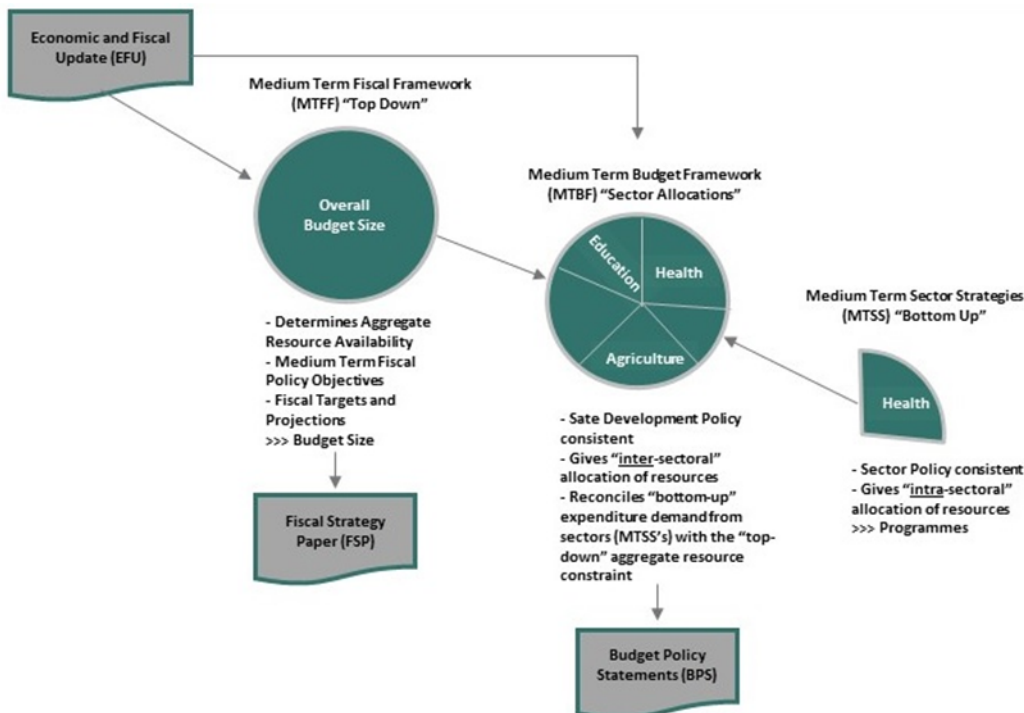 Economic and Fiscal
Update (EFU)
Medium Term Fiscal Framework
(MTFF) “Top Down”
Overall
Budget Size
- Determines Aggregate
Resource Availability
- Medium Term Fiscal
Policy Objectives
- Fiscal Targets and
Projections
>>> Budget Size
Fiscal Strategy
Paper (FSP)
Medium Term Budget Framework
(MTBF) “Sector Allocations”
Education
Health
Agriculture
- Sate Development Policy
consistent
- Gives “inter-sectoral”
allocation of resources
- Reconciles “bottom-up”
expenditure demand from
sectors (MTSS’s) with the “top-
down” aggregate resource
constraint
Budget Policy
Statements (BPS)
Medium Term Sector Strategies
(MTSS) “Bottom Up”
Health
- Sector Policy consistent
- Gives “intra-sectoral”
allocation of resources
>>> Programmes